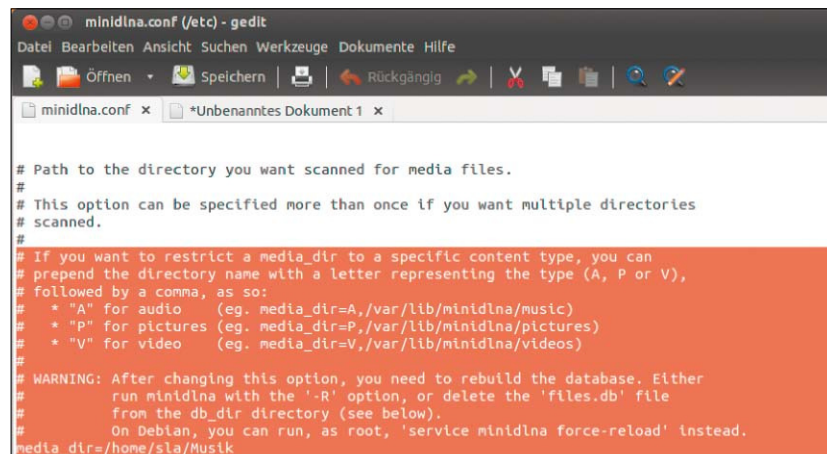 minidlna.conf (/etc) - gedit
Datei Bearbeiten Ansicht Suchen Werkzeuge Dokumente Hilfe
Öffnen Speichern Rückgängig
minidlna.conf x *Unbenanntes Dokument 1 x
# Path to the directory you want scanned for media files.
#
# This option can be specified more than once if you want multiple directories
# scanned.
#
# If you want to restrict a media_dir to a specific content type, you can
# prepend the directory name with a letter representing the type (A, P or V),
# followed by a comma, as so:
#   * "A" for audio    (eg. media_dir=A,/var/lib/minidlna/music)
#   * "P" for pictures (eg. media_dir=P,/var/lib/minidlna/pictures)
#   * "V" for video    (eg. media_dir=V,/var/lib/minidlna/videos)
#
# WARNING: After changing this option, you need to rebuild the database. Either
#          run minidlna with the '-R' option, or delete the 'files.db' file
#          from the db_dir directory (see below).
#          On Debian, you can run, as root, 'service minidlna force-reload' instead.
media_dir=/home/sla/Musik